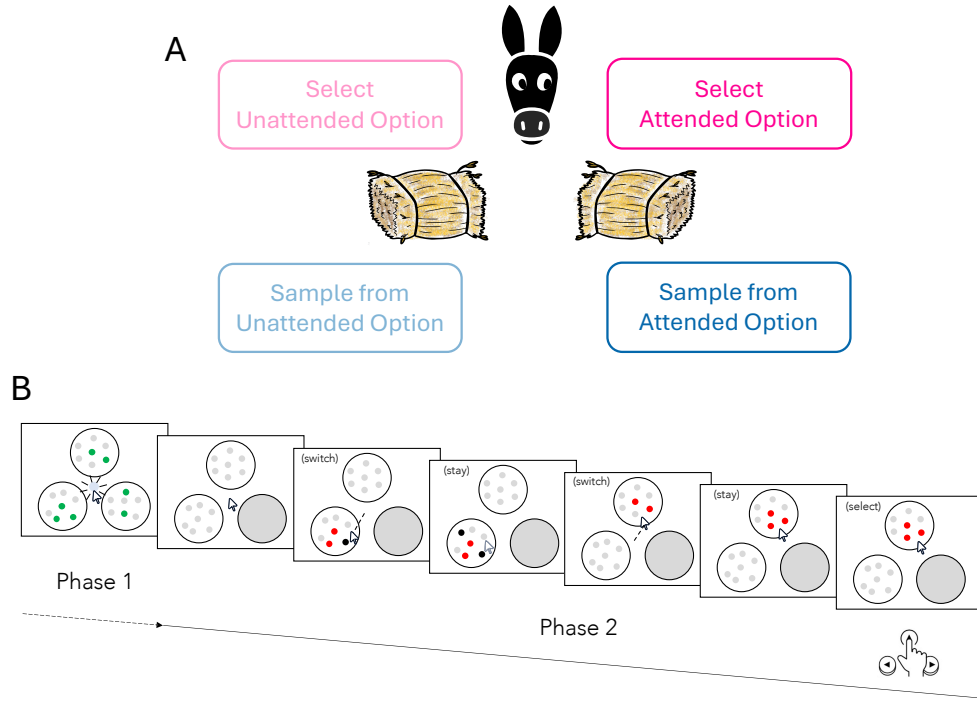 A
Select
Unattended Option
Select
Attended Option
Sample from
Unattended Option
Sample from
Attended Option
B
(switch)
(stay)
(switch)
(stay)
(select)
Phase 1
Phase 2